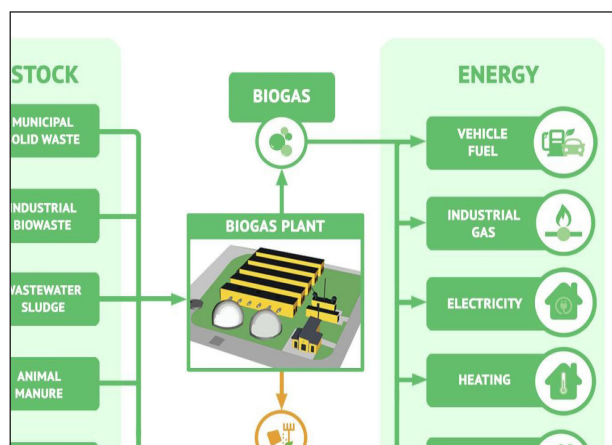 STOCK
MUNICIPAL
OLID WASTE
INDUSTRIAL
BIOWASTE
WASTEWATER
SLUDGE
ANIMAL
MANURE
BIOGAS
BIOGAS PLANT
ENERGY
VEHICLE
FUEL
INDUSTRIAL
GAS
ELECTRICITY
HEATING